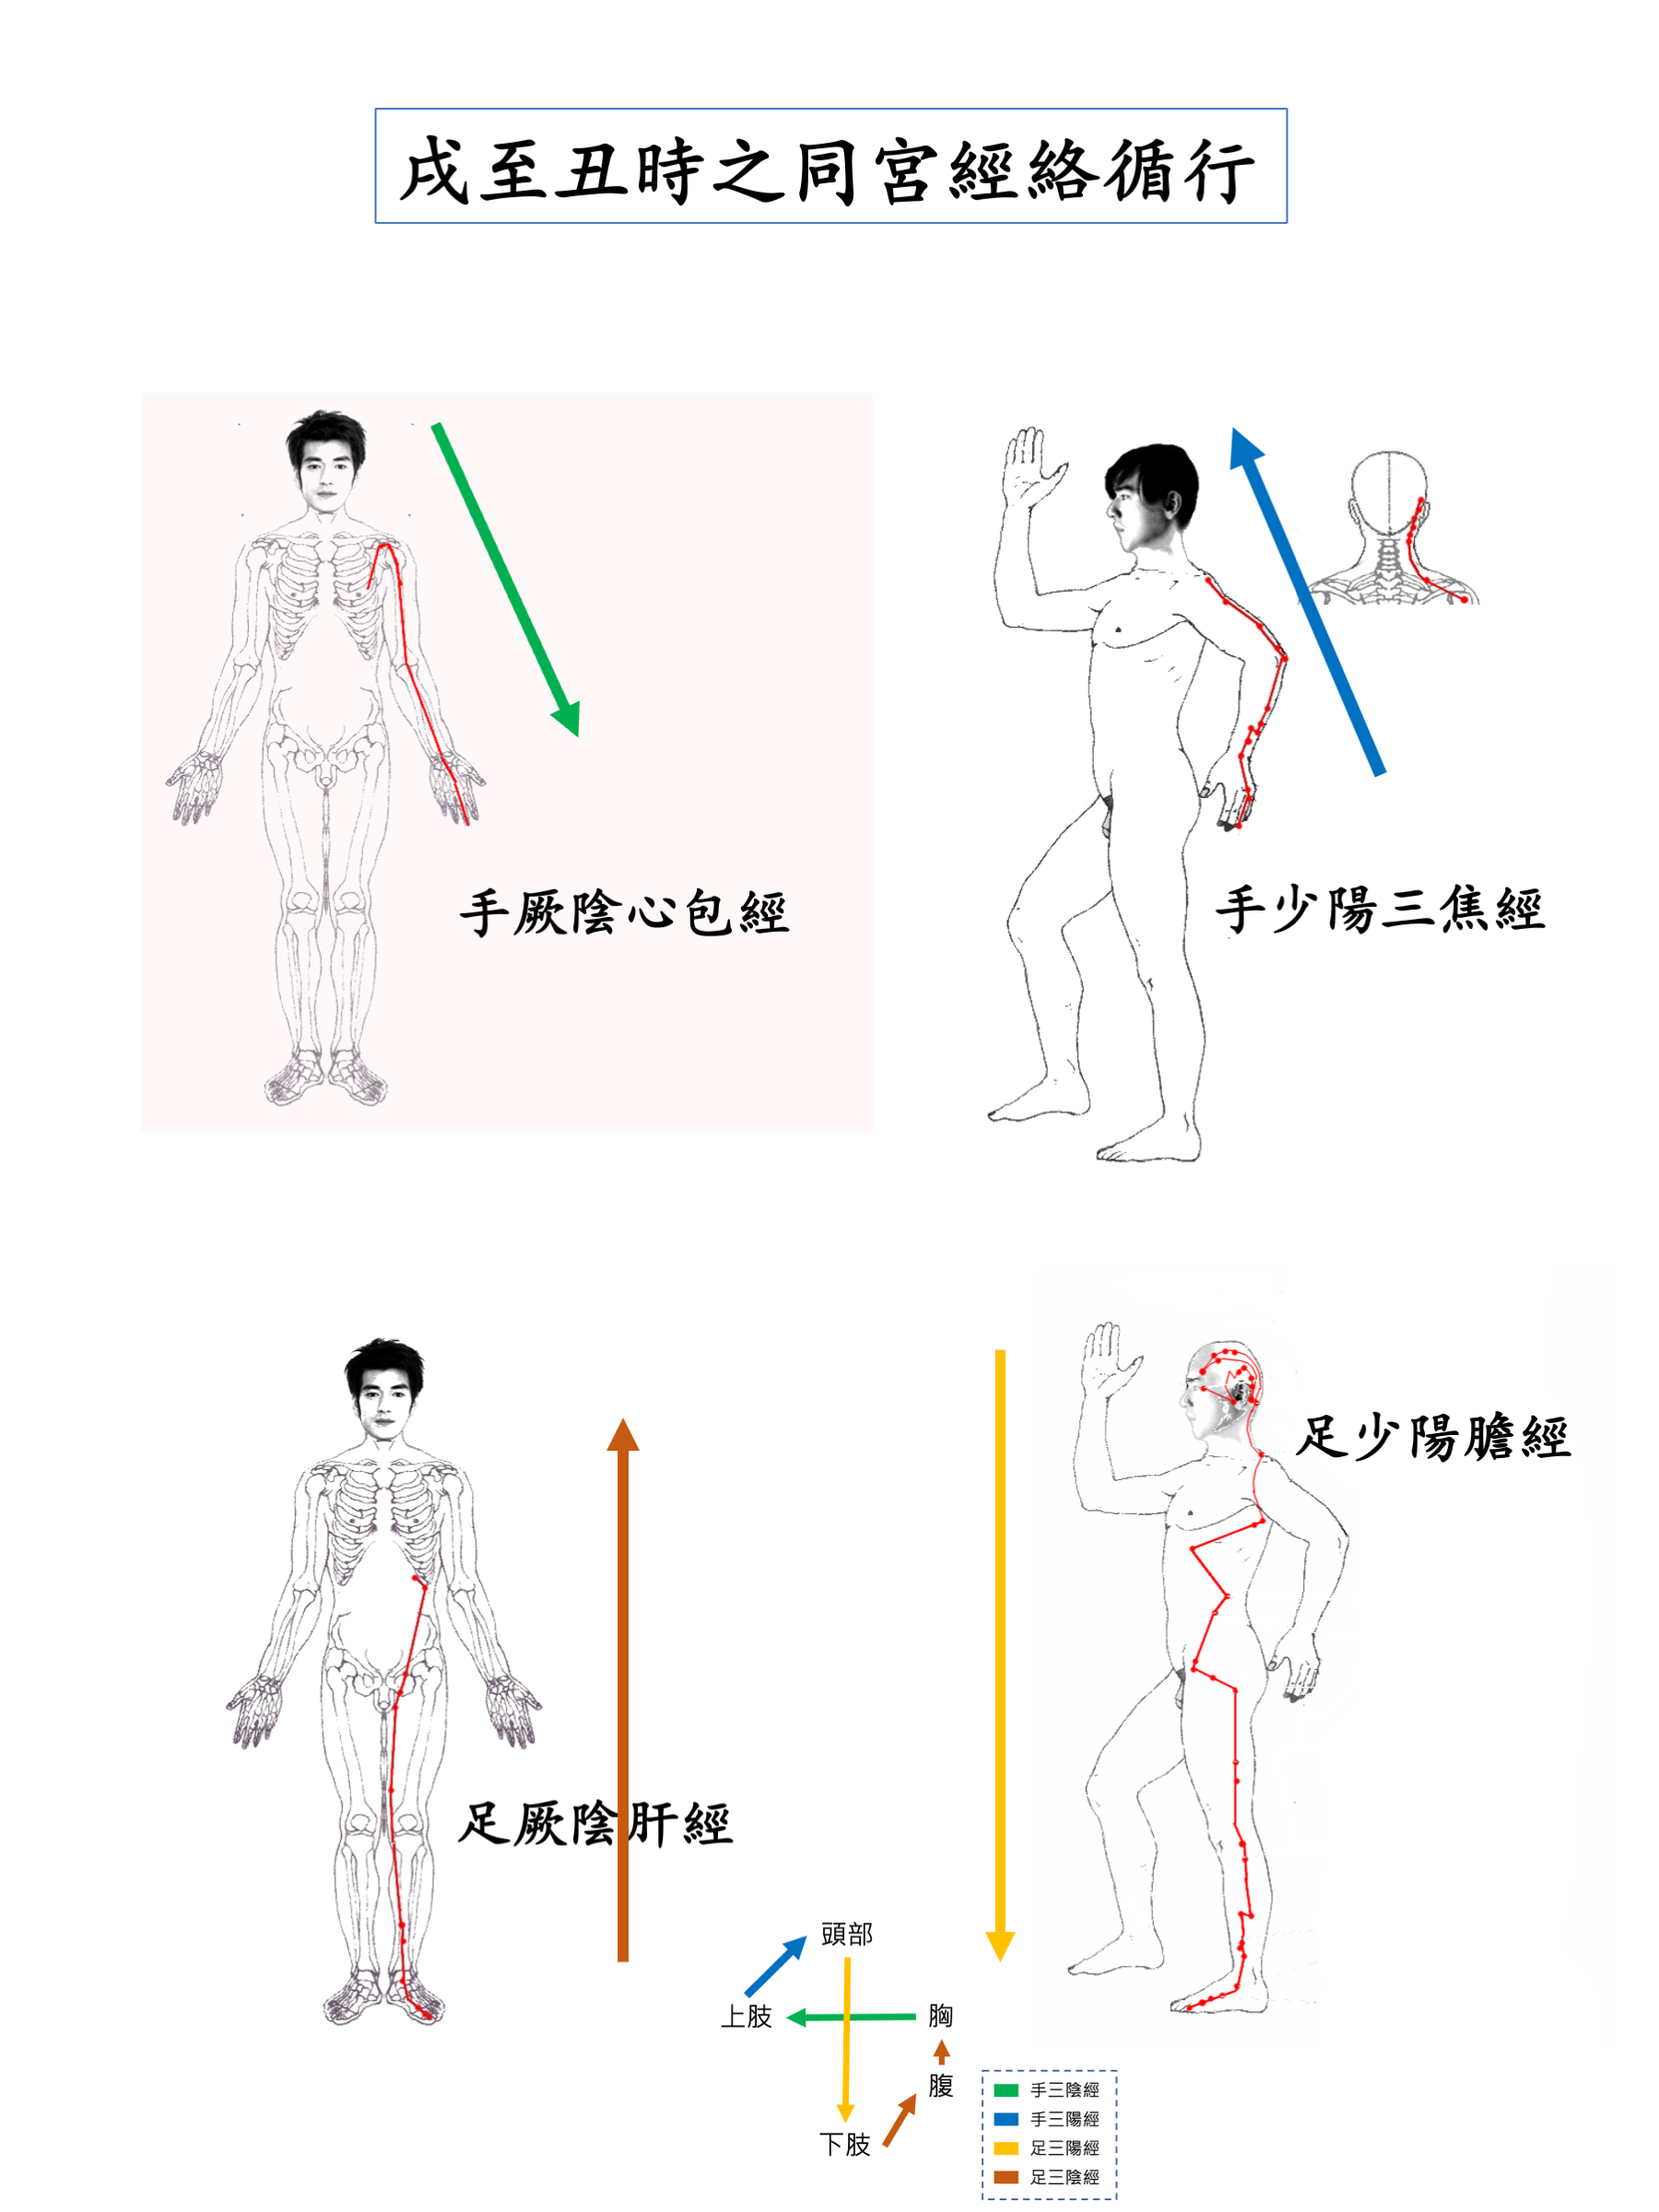 戌至丑時之同宮經絡循行
手厥陰心包經
手少陽三焦經
足少陽膽經
足厥陰肝經
頭部
上肢
胸
腹
下肢
手三陰經
手三陽經
足三陽經
足三陰經